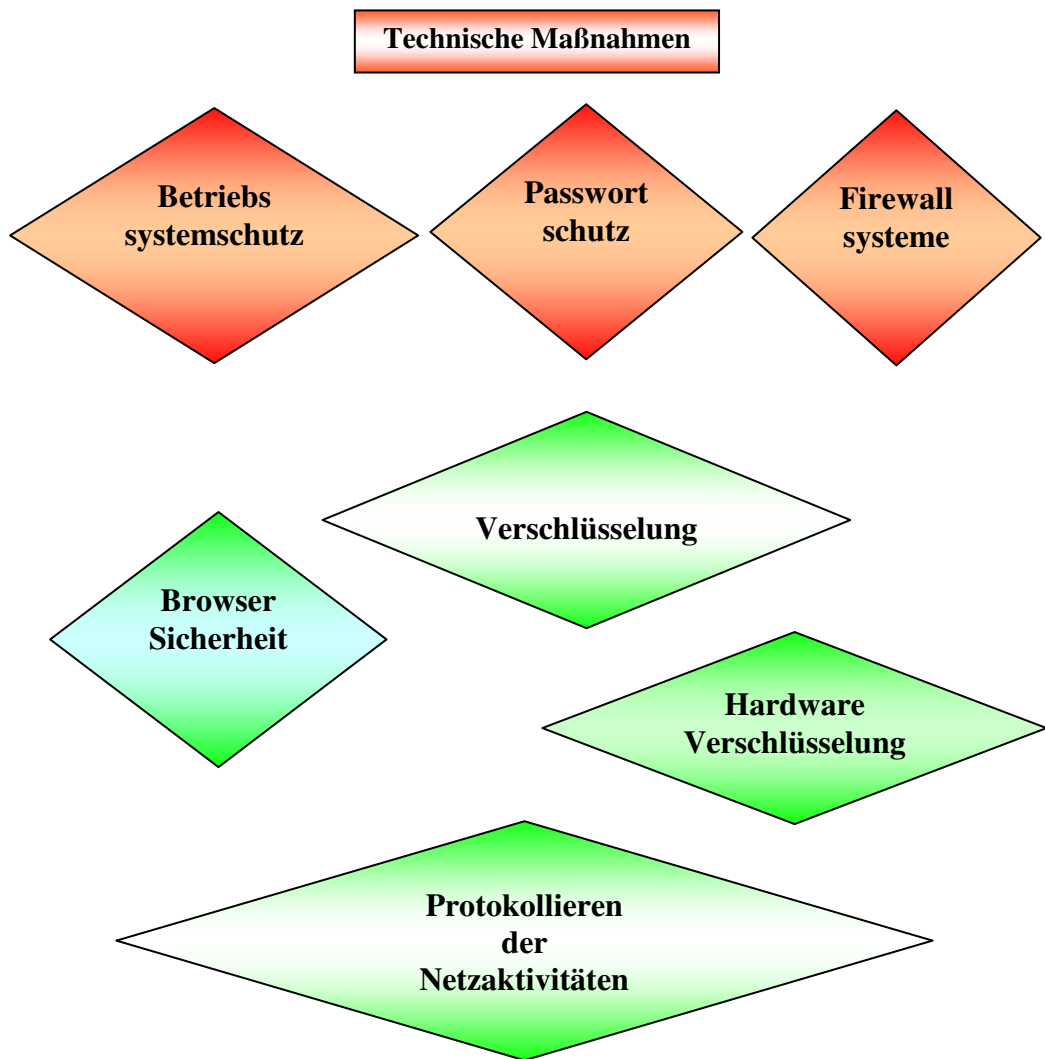 Technische Maßnahmen
Betriebs
systemschutz
Passwort
schutz
Firewall
systeme
Verschlüsselung
Browser
Sicherheit
Hardware
Verschlüsselung
Protokollieren
der
Netzaktivitäten